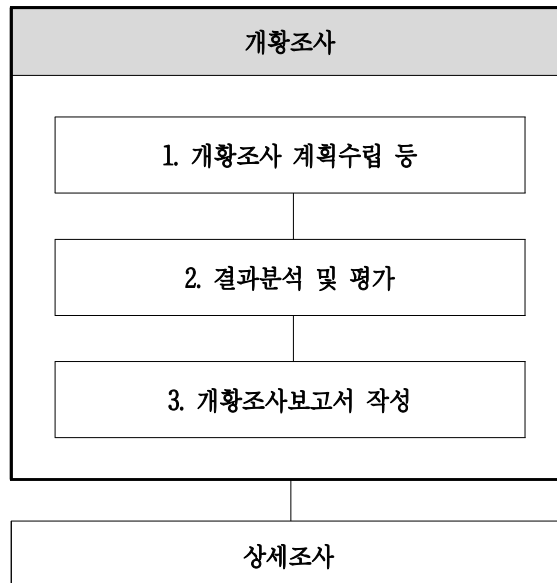 개황조사
1. 개황조사 계획수립 등
2. 결과분석 및 평가
3. 개황조사보고서 작성
상세조사